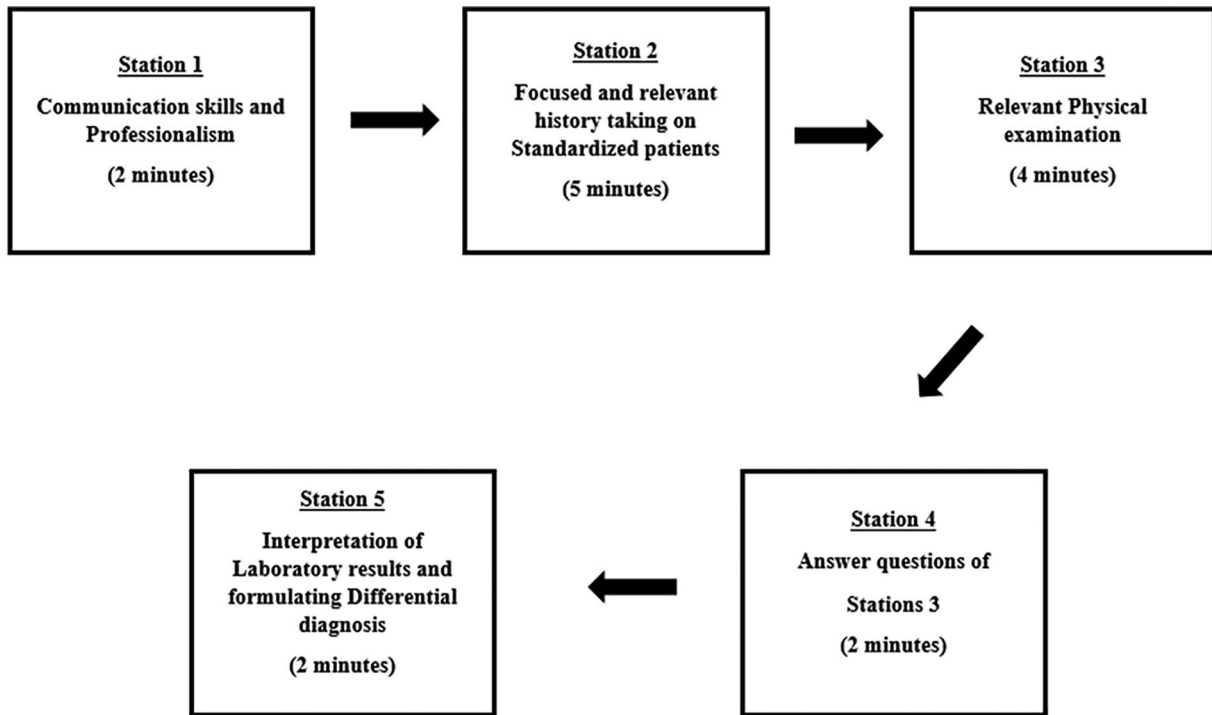 Station 1
Communication skills and
Professionalism
(2 minutes)
Station 2
Focused and relevant
history taking on
Standardized patients
(5 minutes)
Station 3
Relevant Physical
examination
(4 minutes)
Station 4
Answer questions of
Stations 3
(2 minutes)
Station 5
Interpretation of
Laboratory results and
formulating Differential
diagnosis
(2 minutes)